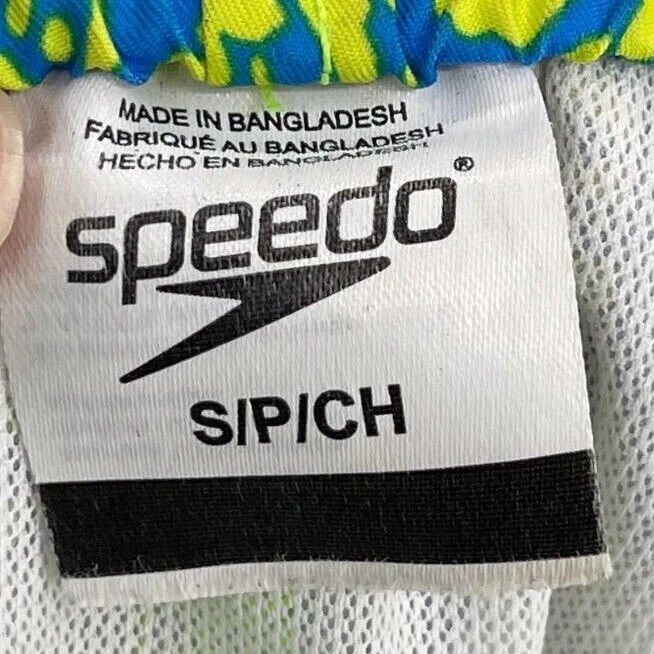 MADE IN BANGLADESH
FABRIQUÉ AU BANGLADESH
HECHO EN BANGLADESH
speedo®
S/P/CH